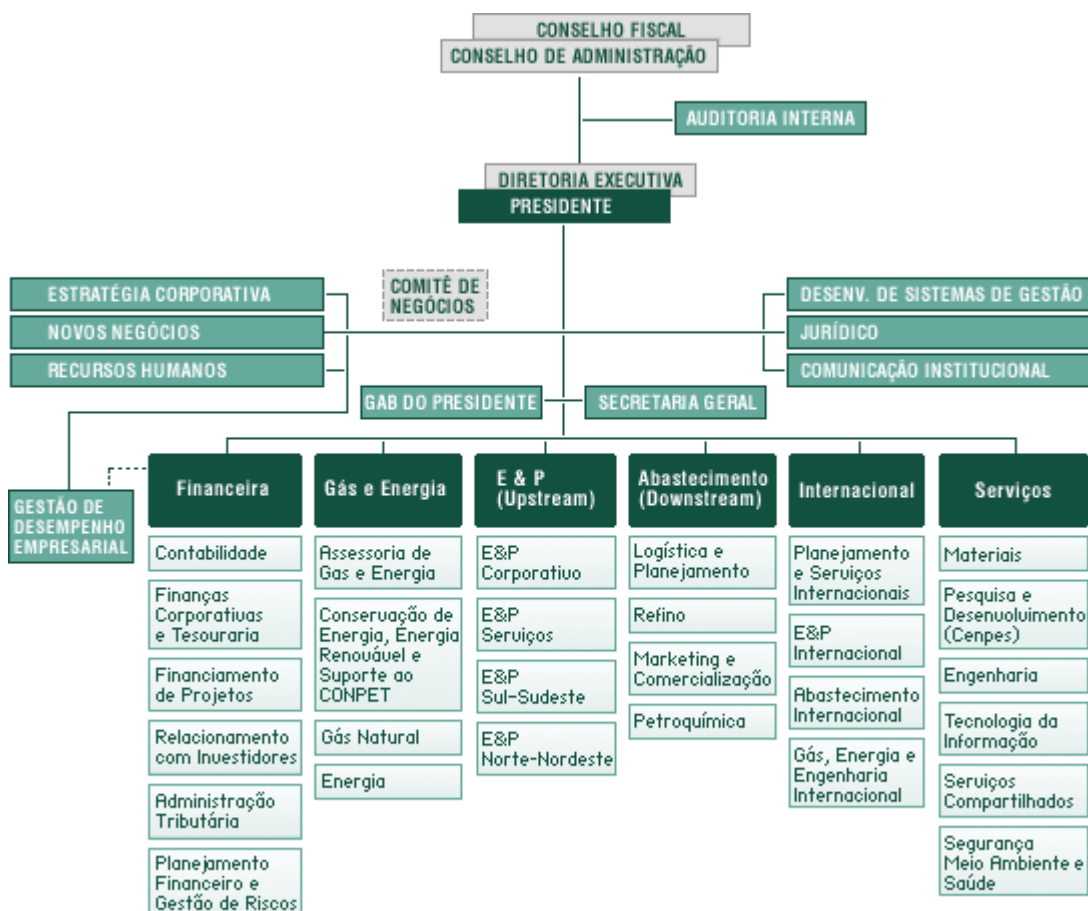 CONSELHO FISCAL
CONSELHO DE ADMINISTRAÇÃO
AUDITORIA INTERNA
DIRETORIA EXECUTIVA
PRESIDENTE
COMITÊ DE
NEGÓCIOS
ESTRATÉGIA CORPORATIVA
NOVOS NEGÓCIOS
RECURSOS HUMANOS
DESENV. DE SISTEMAS DE GESTÃO
JURÍDICO
COMUNICAÇÃO INSTITUCIONAL
GAB DO PRESIDENTE
SECRETARIA GERAL
GESTÃO DE
DESEMPENHO
EMPRESARIAL
Financeira
Contabilidade
Finanças
Corporativas
e Tesouraria
Financiamento
de Projetos
Relacionamento
com Investidores
Administração
Tributária
Planejamento
Financeiro e
Gestão de Riscos
Gás e Energia
Assessoria de
Gas e Energia
Conservação de
Energia, Energia
Renovável e
Suporte ao
CONPET
Gás Natural
Energia
E & P
(Upstream)
E&P
Corporativo
E&P
Serviços
E&P
Sul-Sudeste
E&P
Norte-Nordeste
Abastecimento
(Downstream)
Logística e
Planejamento
Refino
Marketing e
Comercialização
Petroquímica
Internacional
Planejamento
e Serviços
Internacionais
E&P
Internacional
Abastecimento
Internacional
Gás, Energia e
Engenharia
Internacional
Serviços
Materiais
Pesquisa e
Desenvolvimento
(Cenpes)
Engenharia
Tecnologia da
Informação
Serviços
Compartilhados
Segurança
Meio Ambiente e
Saúde